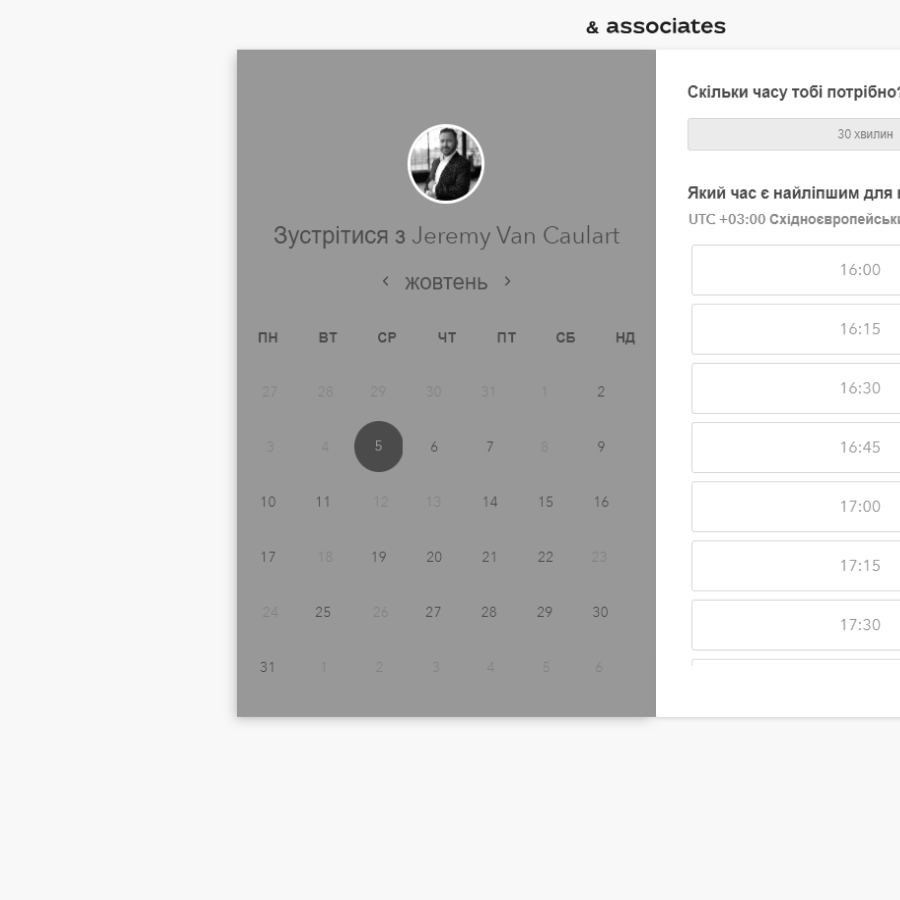 & associates
Зустрітися з Jeremy Van Caulart
жовтень
ПН ВТ СР ЧТ ПТ СБ НД
27 28 29 30 31 1 2
3 4 5 6 7 8 9
10 11 12 13 14 15 16
17 18 19 20 21 22 23
24 25 26 27 28 29 30
31 1 2 3 4 5 6
Скільки часу тобі потрібно?
30 хвилин
Який час є найліпшим для
UTC +03:00
16:00
16:15
16:30
16:45
17:00
17:15
17:30